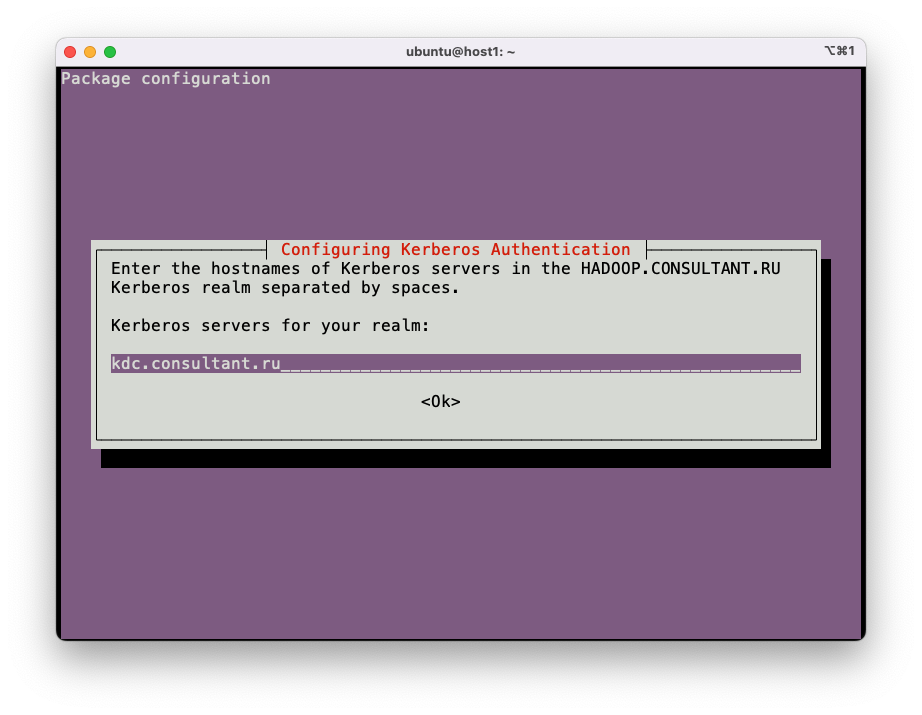 ubuntu@host1: ~
⌥⌘1
Package configuration
Configuring Kerberos Authentication
Enter the hostnames of Kerberos servers in the HADOOP.CONSULTANT.RU
Kerberos realm separated by spaces.
Kerberos servers for your realm:
kdc.consultant.ru
<Ok>